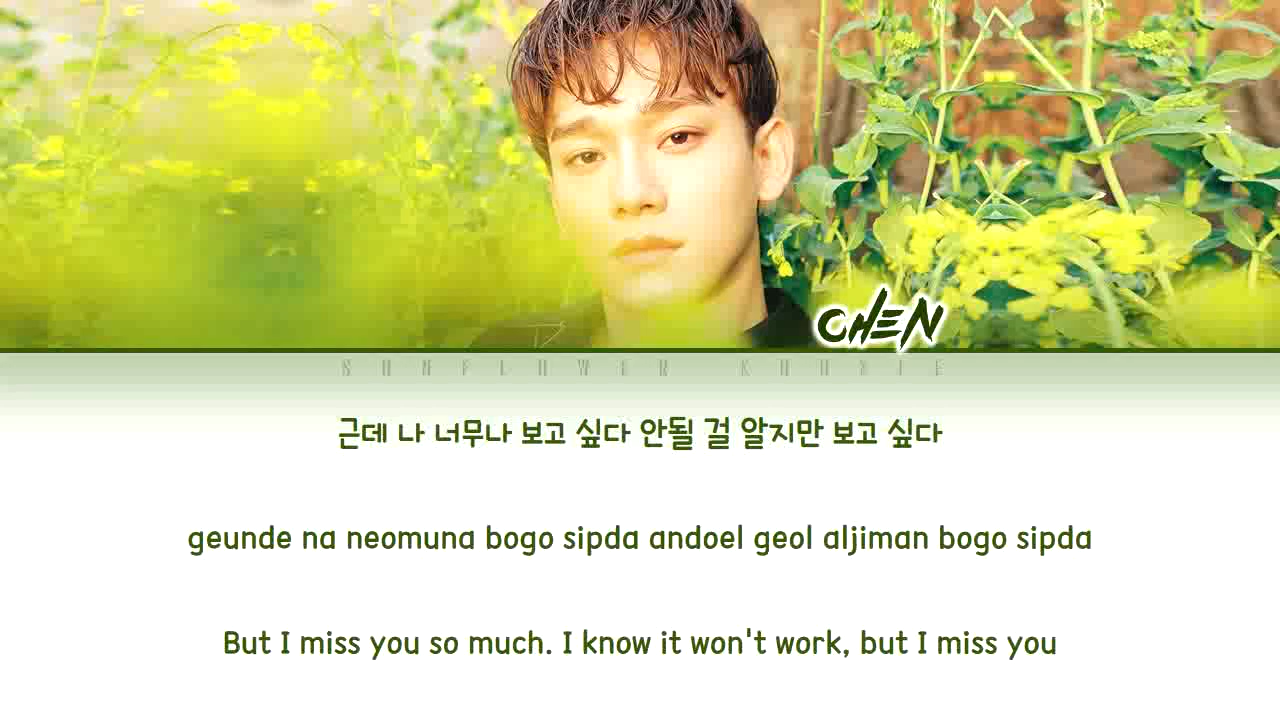 CHEN
SUNFLOWER KOOKIE
근데 나 너무나 보고 싶다 안될 걸 알지만 보고 싶다
geunde na neomuna bogo sipda andoel geol aljiman bogo sipda
But I miss you so much. I know it won't work, but I miss you